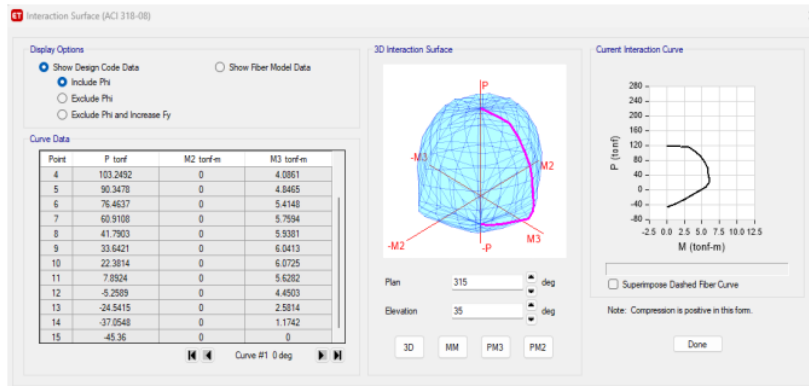 ET Interaction Surface (ACI 318-08)
Display Options
Show Design Code Data
Show Fiber Model Data
Include Phi
Exclude Phi
Exclude Phi and Increase Fy
Curve Data
Point P tonf M2 tonf-m M3 tonf-m
4 103.2492 0 4.0861
5 90.3478 0 4.8465
6 76.4637 0 5.4148
7 60.9108 0 5.7594
8 41.7903 0 5.9381
9 33.6421 0 6.0413
10 22.3814 0 6.0725
11 7.8924 0 5.6282
12 -5.2589 0 4.4503
13 -24.5415 0 2.5814
14 -37.0548 0 1.1742
15 -45.36 0 0
Curve #1 0 deg
3D Interaction Surface
P
-M3
M2
-M2
M3
-P
Plan 315 deg
Elevation 35 deg
3D MM PM3 PM2
Current Interaction Curve
280
240
200
160
120
80
40
0
-40
-80
P (tonf)
-2.5 0.0 2.5 5.0 7.5 10.0 12.5
M (tonf-m)
Superimpose Dashed Fiber Curve
Note: Compression is positive in this form.
Done